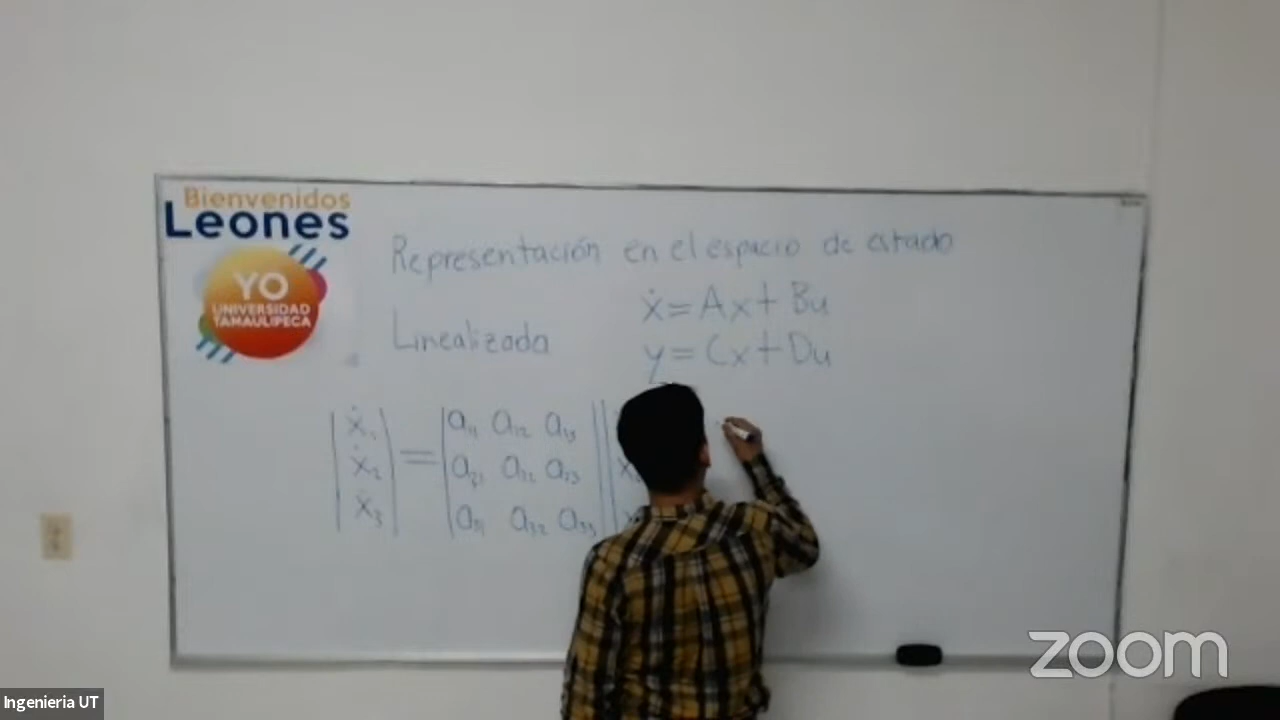 Bienvenidos
Leones
YO
UNIVERSIDAD
TAMAULIPECA
Representación en el espacio de estado
Linealizada
ẋ = Ax + Bu
y = Cx + Du
ẋ₁ = a₁₁ a₁₂ a₁₃
ẋ₂ a₂₁ a₂₂ a₂₃ x₂
ẋ₃ a₃₁ a₃₂ a₃₃
zoom
Ingenieria UT